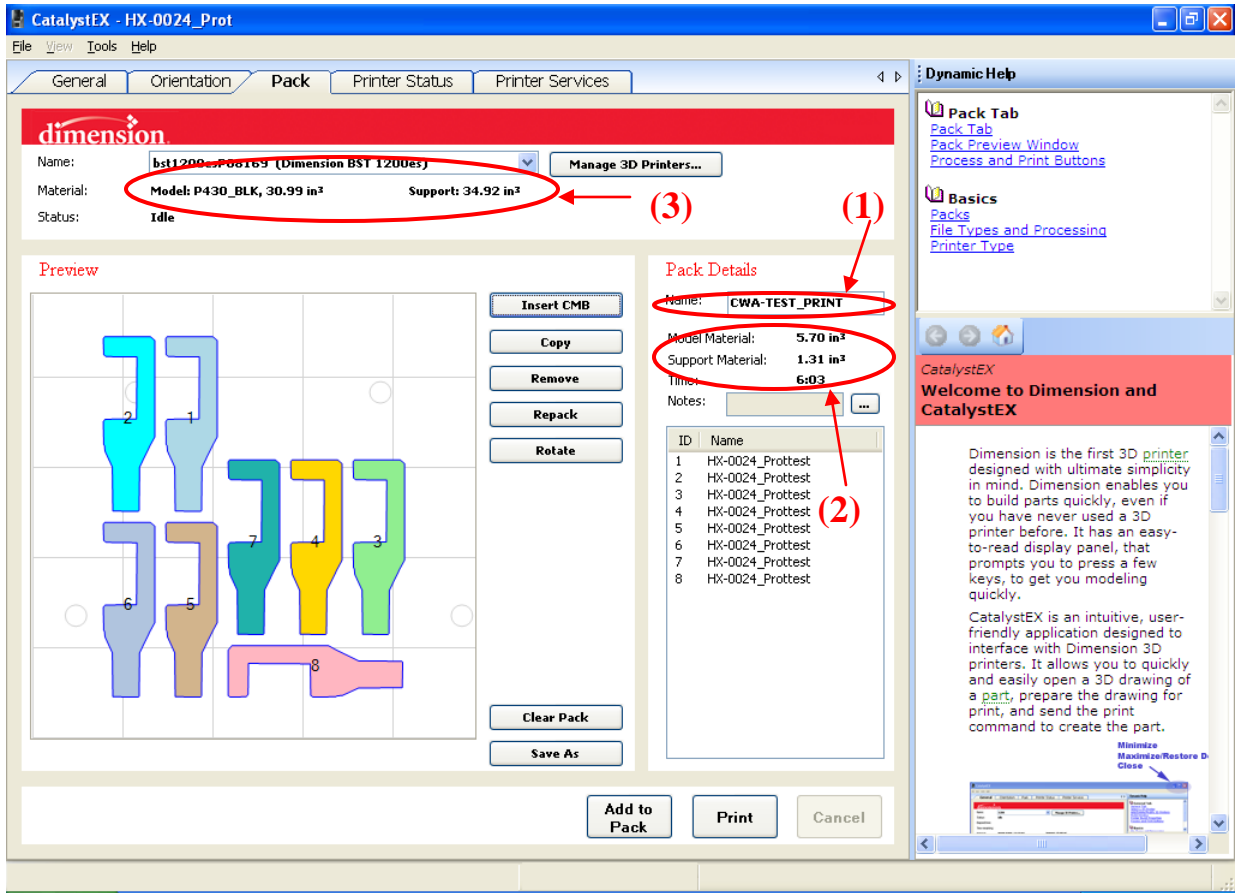 CatalystEX - HX-0024_Prot
File View Tools Help
General Orientation Pack Printer Status Printer Services
dimension
Name: bst1200esP08169 (Dimension BST 1200es) Manage 3D Printers...
Material: Model: P430_BLK, 30.99 in³ Support: 34.92 in³
Status: Idle
(3)
(1)
Preview
Insert CMB
Copy
Remove
Repack
Rotate
2
1
7
4
3
6
5
8
Clear Pack
Save As
Pack Details
Name: CWA-TEST_PRINT
Model Material: 5.70 in³
Support Material: 1.31 in³
Time: 6:03
Notes: ...
ID Name
1 HX-0024_Prottest
2 HX-0024_Prottest
3 HX-0024_Prottest
4 HX-0024_Prottest
5 HX-0024_Prottest
6 HX-0024_Prottest
7 HX-0024_Prottest
8 HX-0024_Prottest
(2)
Add to
Pack
Print
Cancel
Dynamic Help
Pack Tab
Pack Tab
Pack Preview Window
Process and Print Buttons
Basics
Packs
File Types and Processing
Printer Type
CatalystEX
Welcome to Dimension and
CatalystEX
Dimension is the first 3D printer
designed with ultimate simplicity
in mind. Dimension enables you
to build parts quickly, even if
you have never used a 3D
printer before. It has an easy-
to-read display panel, that
prompts you to press a few
keys, to get you modeling
quickly.
CatalystEX is an intuitive, user-
friendly application designed to
interface with Dimension 3D
printers. It allows you to quickly
and easily open a 3D drawing of
a part, prepare the drawing for
print, and send the print
command to create the part.
Minimize
Maximize/Restore D
Close